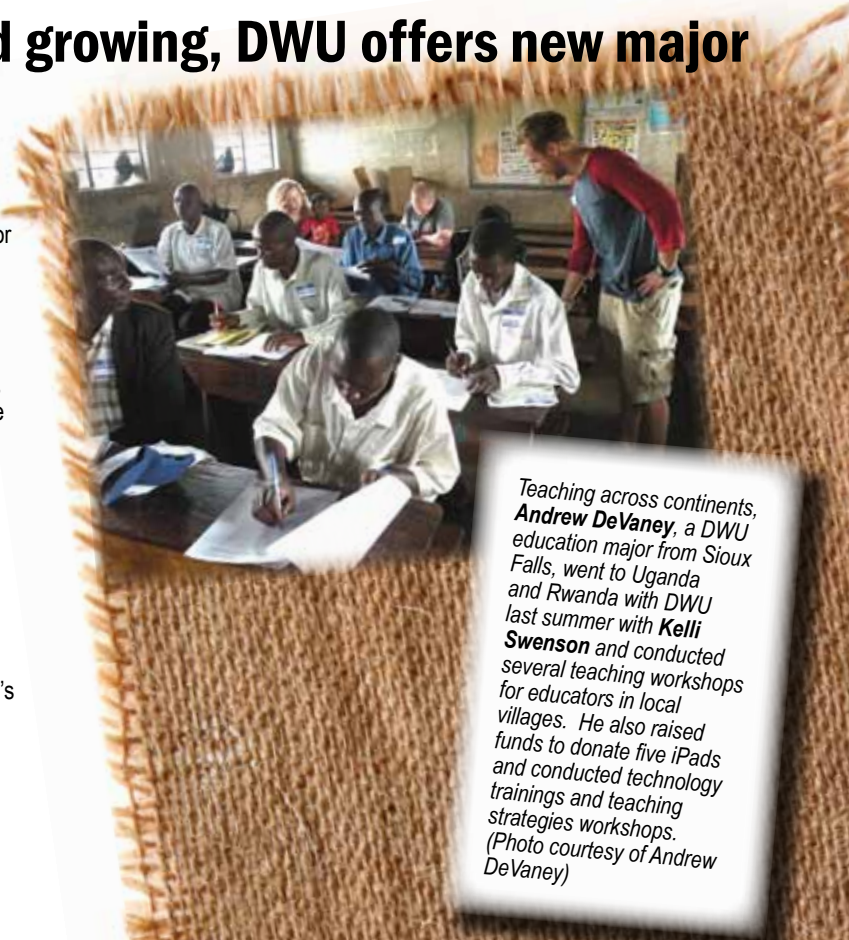 d growing, DWU offers new major
or
e
's
Teaching across continents,
Andrew DeVaney, a DWU
education major from Sioux
Falls, went to Uganda
and Rwanda with DWU
last summer with Kelli
Swenson and conducted
several teaching workshops
for educators in local
villages.  He also raised
funds to donate five iPads
and conducted technology
trainings and teaching
strategies workshops.
(Photo courtesy of Andrew
DeVaney)